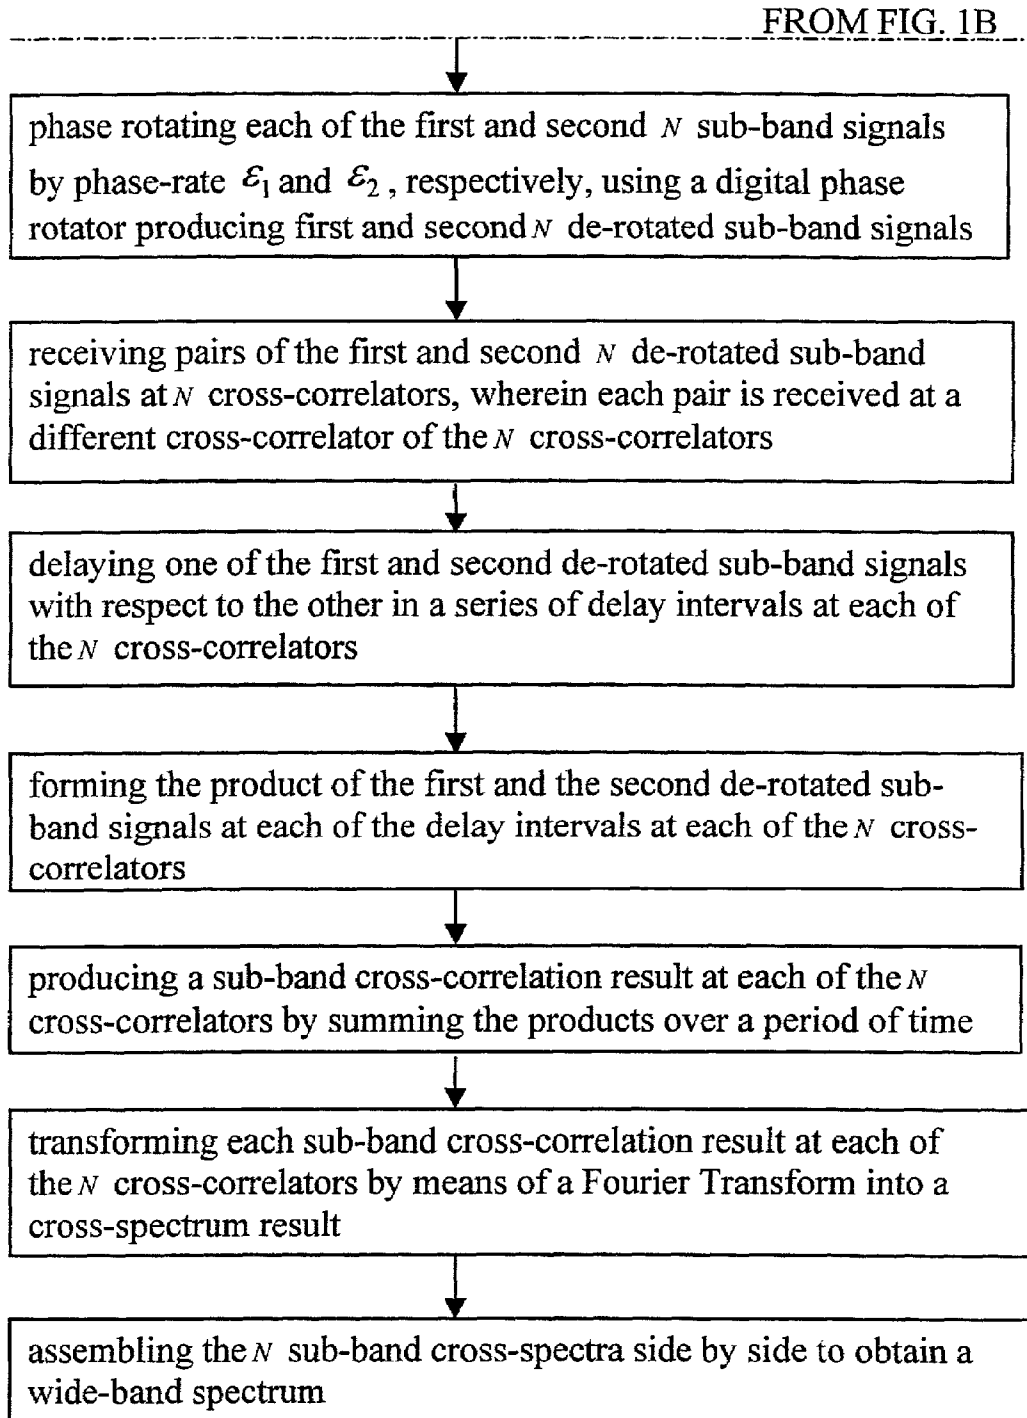 FROM FIG. 1B
phase rotating each of the first and second N sub-band signals
by phase-rate ε₁ and ε₂, respectively, using a digital phase
rotator producing first and second N de-rotated sub-band signals
receiving pairs of the first and second N de-rotated sub-band
signals at N cross-correlators, wherein each pair is received at a
different cross-correlator of the N cross-correlators
delaying one of the first and second de-rotated sub-band signals
with respect to the other in a series of delay intervals at each of
the N cross-correlators
forming the product of the first and the second de-rotated sub-
band signals at each of the delay intervals at each of the N cross-
correlators
producing a sub-band cross-correlation result at each of the N
cross-correlators by summing the products over a period of time
transforming each sub-band cross-correlation result at each of
the N cross-correlators by means of a Fourier Transform into a
cross-spectrum result
assembling the N sub-band cross-spectra side by side to obtain a
wide-band spectrum